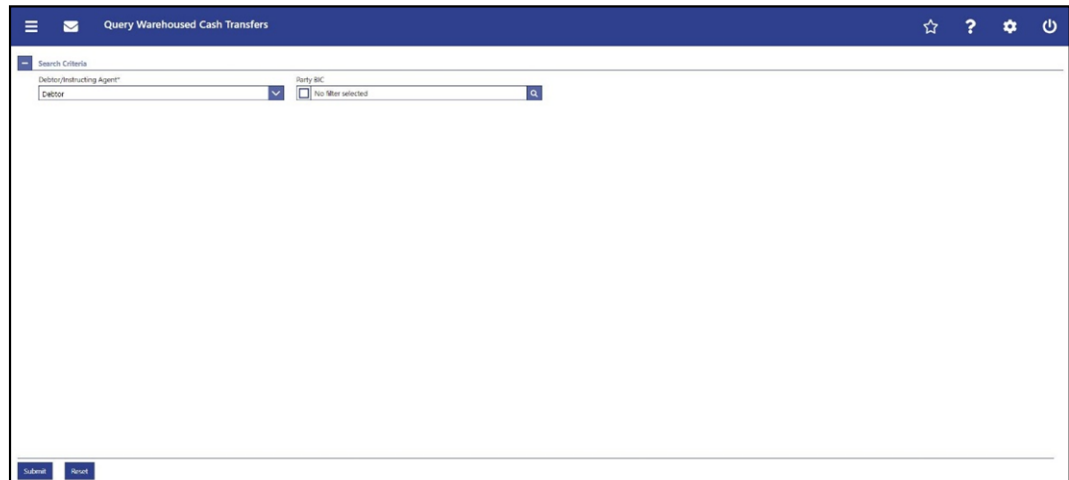 Query Warehoused Cash Transfers
Search Criteria
Debtor/Instructing Agent* Party BIC
Debtor No filter selected
Submit Reset